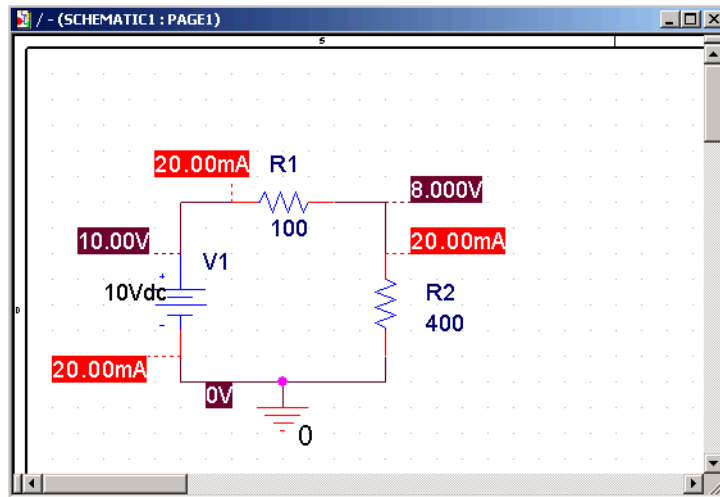 / - (SCHEMATIC1 : PAGE1)
5
20.00mA
R1
8.000V
100
10.00V
20.00mA
V1
+
10Vdc
R2
-
400
D
20.00mA
0V
0